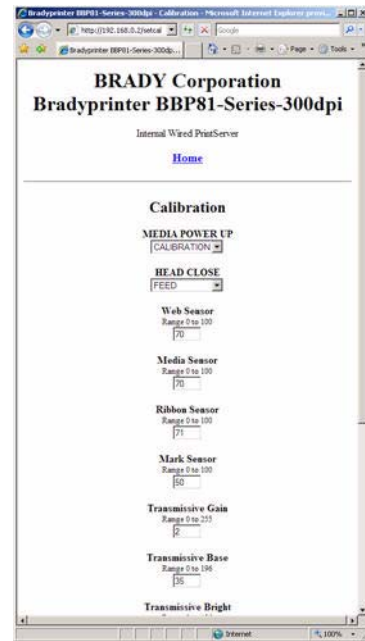 Bradyprinter BBP81-Series-300dpi - Calibration - Microsoft Internet Explorer provi...
http://192.168.0.2/setcal
Google
Bradyprinter BBP81-Series-300dp...
Page
Tools
BRADY Corporation
Bradyprinter BBP81-Series-300dpi
Internal Wired PrintServer
Home
Calibration
MEDIA POWER UP
CALIBRATION
HEAD CLOSE
FEED
Web Sensor
Range 0 to 100
70
Media Sensor
Range 0 to 100
70
Ribbon Sensor
Range 0 to 100
71
Mark Sensor
Range 0 to 100
50
Transmissive Gain
Range 0 to 255
2
Transmissive Base
Range 0 to 196
35
Transmissive Bright
Internet
100%